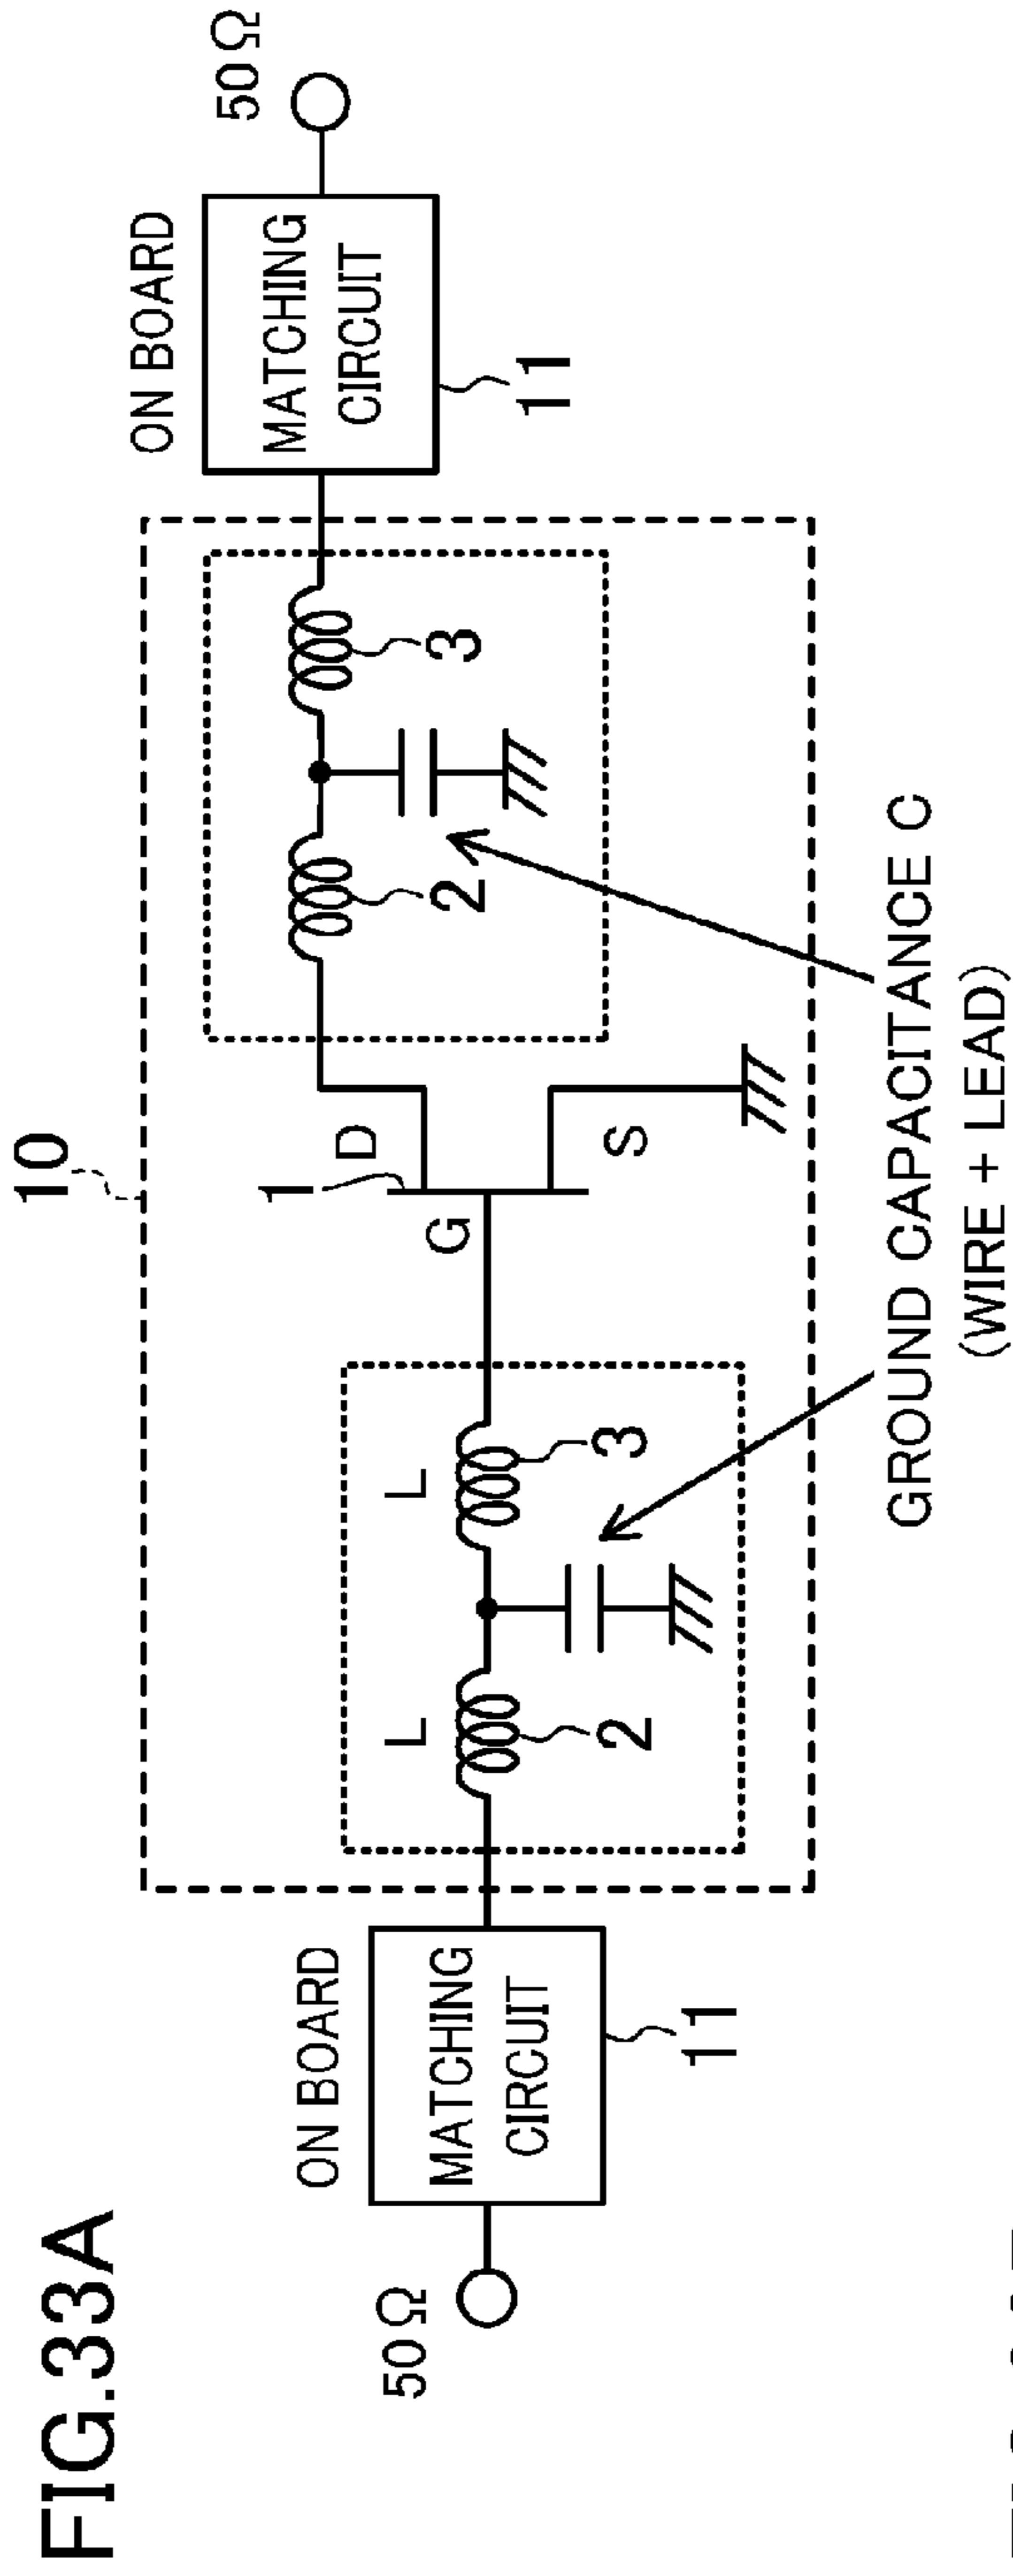 FIG.33A
10
50Ω
ON BOARD
MATCHING
CIRCUIT
11
L
L
2
3
G
1
D
S
2
3
ON BOARD
MATCHING
CIRCUIT
11
50Ω
GROUND CAPACITANCE C
(WIRE + LEAD)